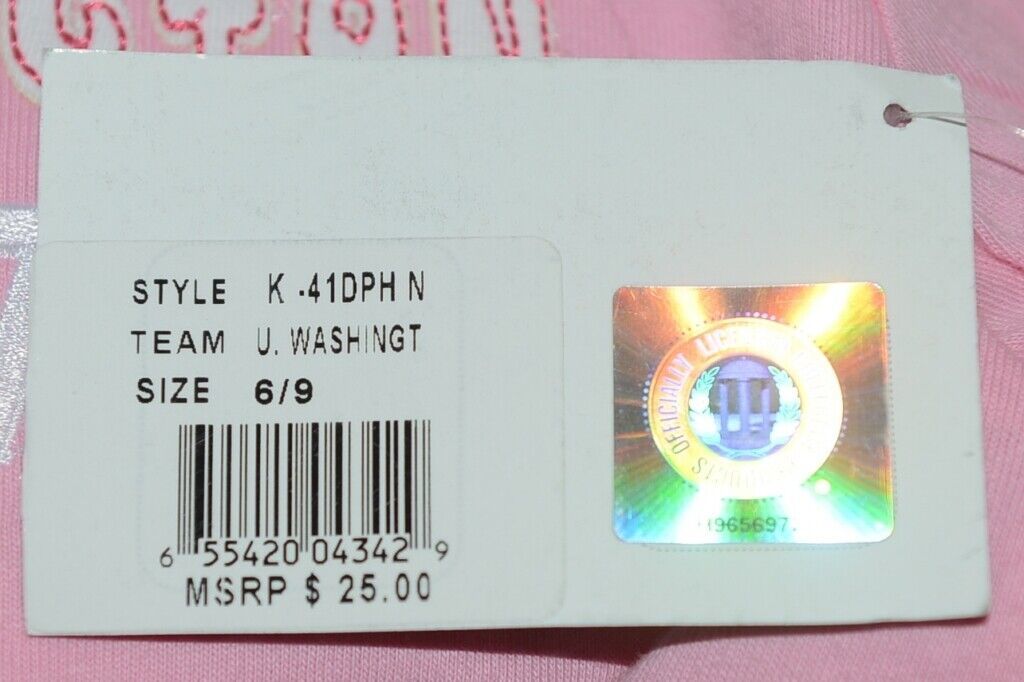 STYLE K -41DPH N
TEAM U. WASHINGT
SIZE 6/9
6 55420 04342 9
MSRP $ 25.00
OFFICIALLY LICENSED COLLEGIATE PRODUCTS
1965697